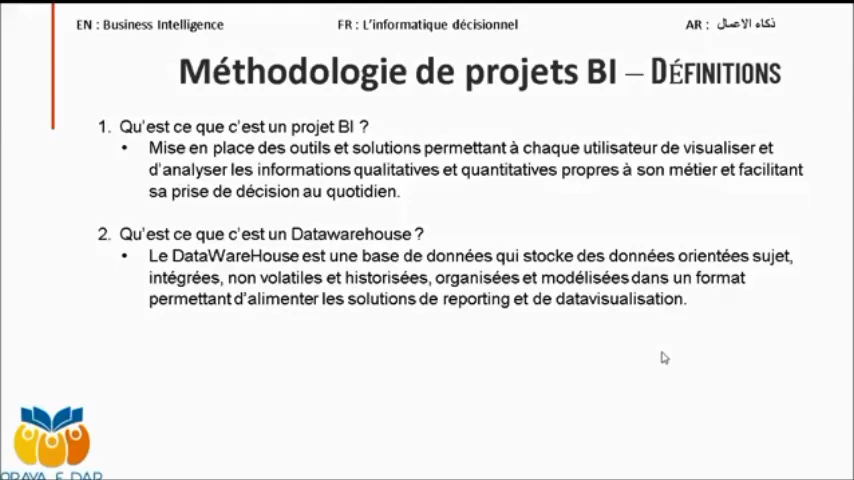 EN : Business Intelligence FR : L'informatique décisionnel AR : ذكاء الاعمال
Méthodologie de projets BI – DÉFINITIONS
1. Qu'est ce que c'est un projet BI ?
• Mise en place des outils et solutions permettant à chaque utilisateur de visualiser et
d'analyser les informations qualitatives et quantitatives propres à son métier et facilitant
sa prise de décision au quotidien.
2. Qu'est ce que c'est un Datawarehouse ?
• Le DataWareHouse est une base de données qui stocke des données orientées sujet,
intégrées, non volatiles et historisées, organisées et modélisées dans un format
permettant d'alimenter les solutions de reporting et de datavisualisation.